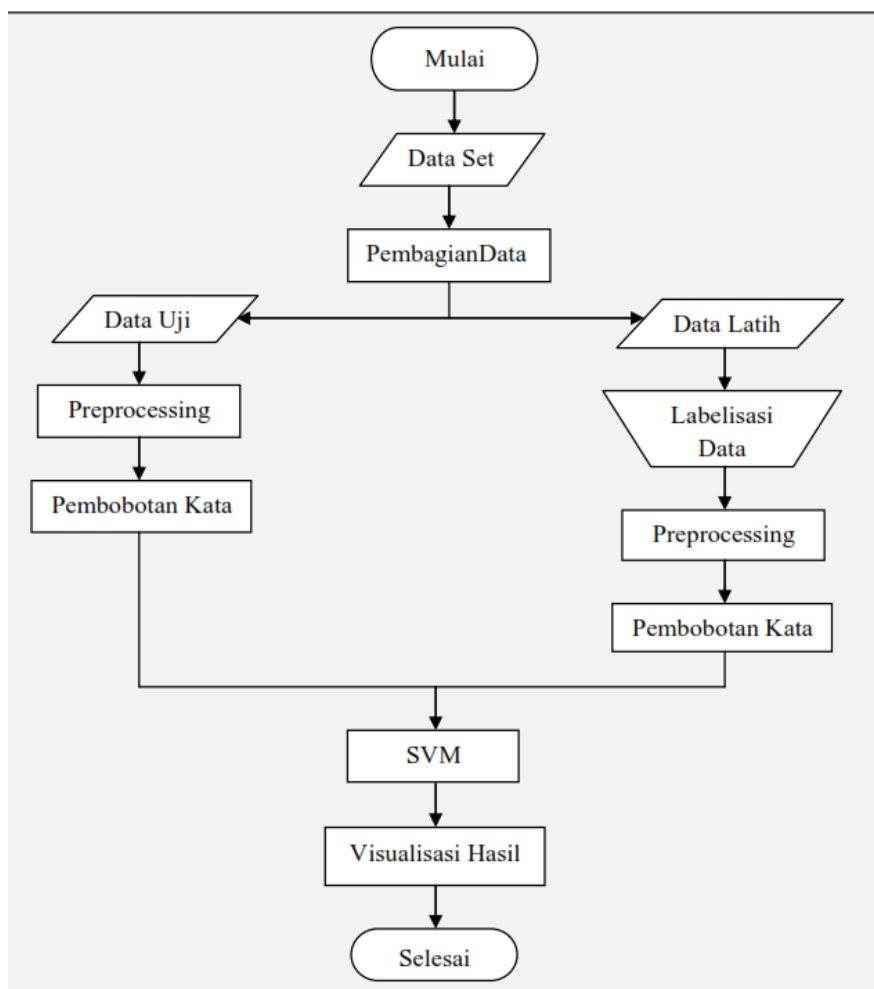 Mulai
Data Set
PembagianData
Data Uji
Data Latih
Preprocessing
Labelisasi
Data
Pembobotan Kata
Preprocessing
Pembobotan Kata
SVM
Visualisasi Hasil
Selesai